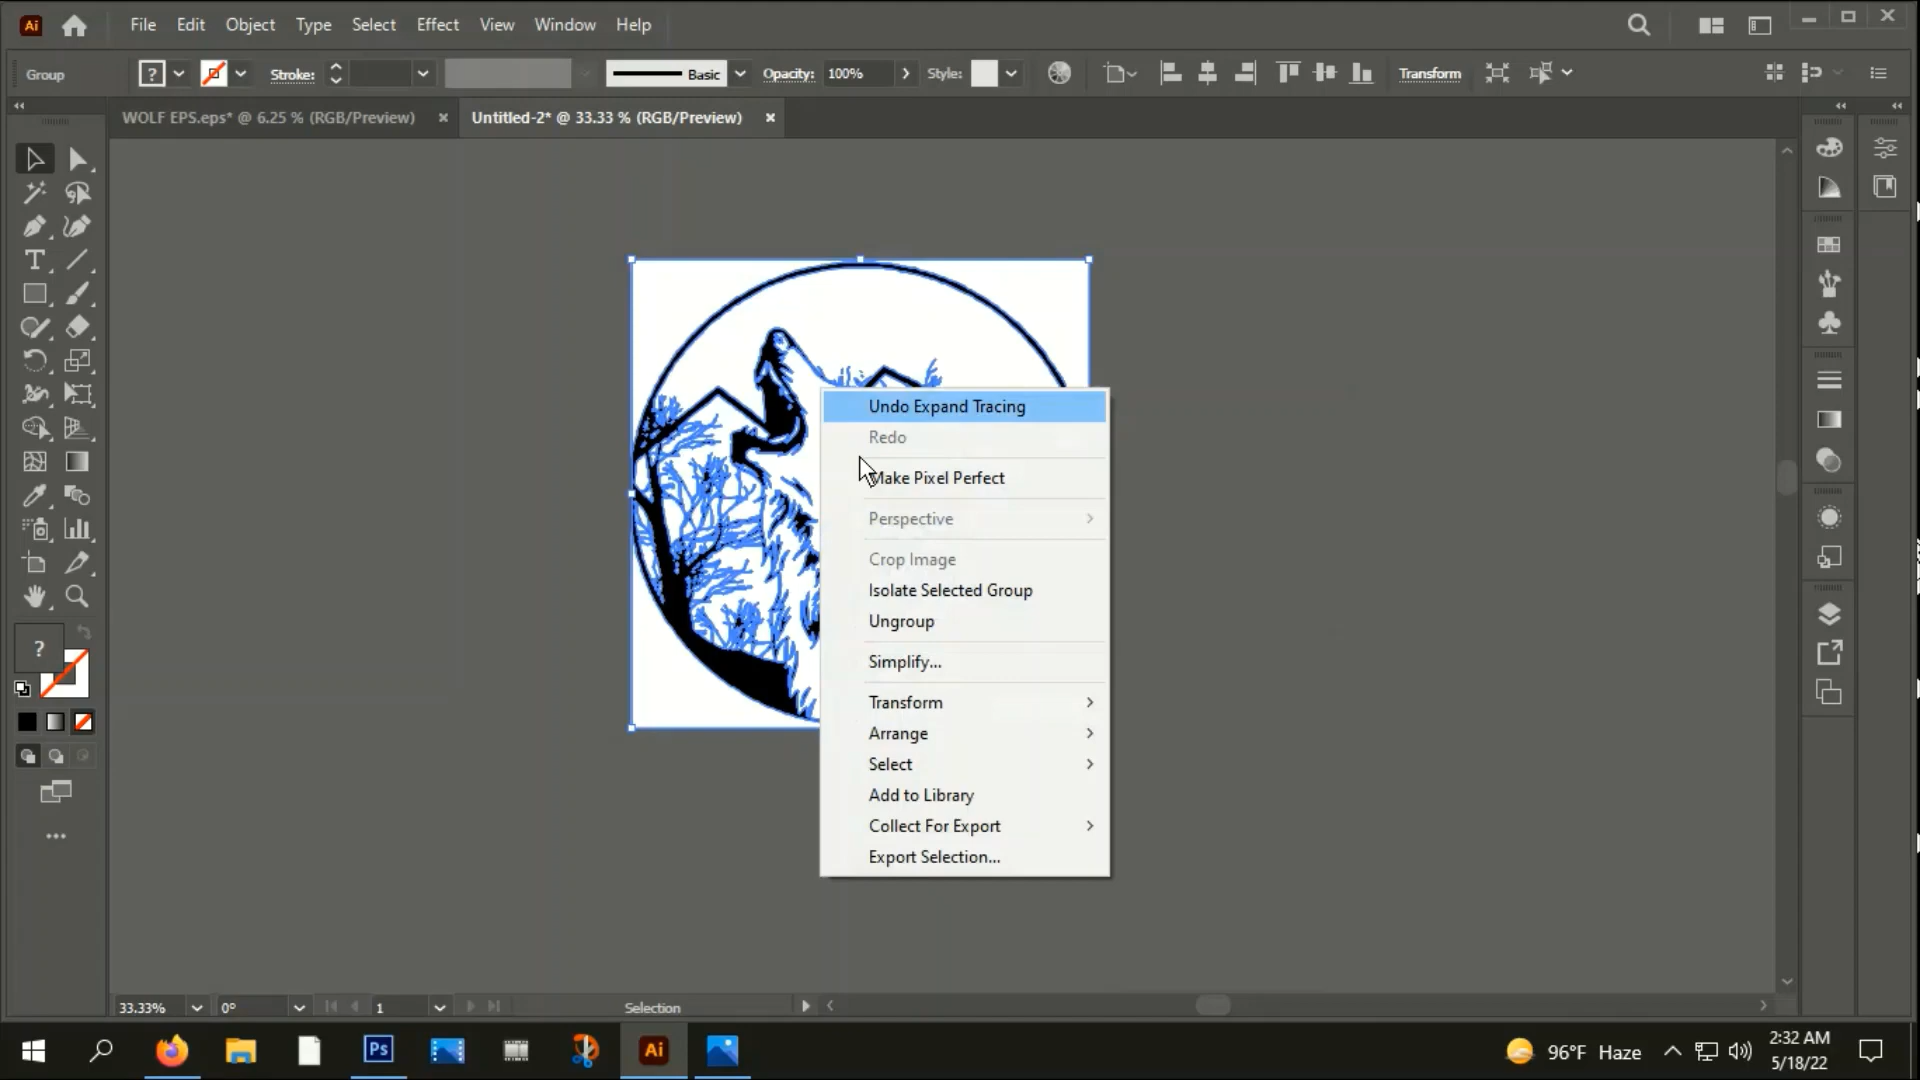 Ai File Edit Object Type Select Effect View Window Help
Group ? Stroke: Basic Opacity: 100% Style: Transform
WOLF EPS.eps* @ 6.25 % (RGB/Preview) Untitled-2* @ 33.33 % (RGB/Preview)
Undo Expand Tracing
Redo
Make Pixel Perfect
Perspective
Crop Image
Isolate Selected Group
Ungroup
Simplify...
Transform
Arrange
Select
Add to Library
Collect For Export
Export Selection...
?
33.33% 0° 1 Selection
Ps Ai 96°F Haze 2:32 AM
5/18/22